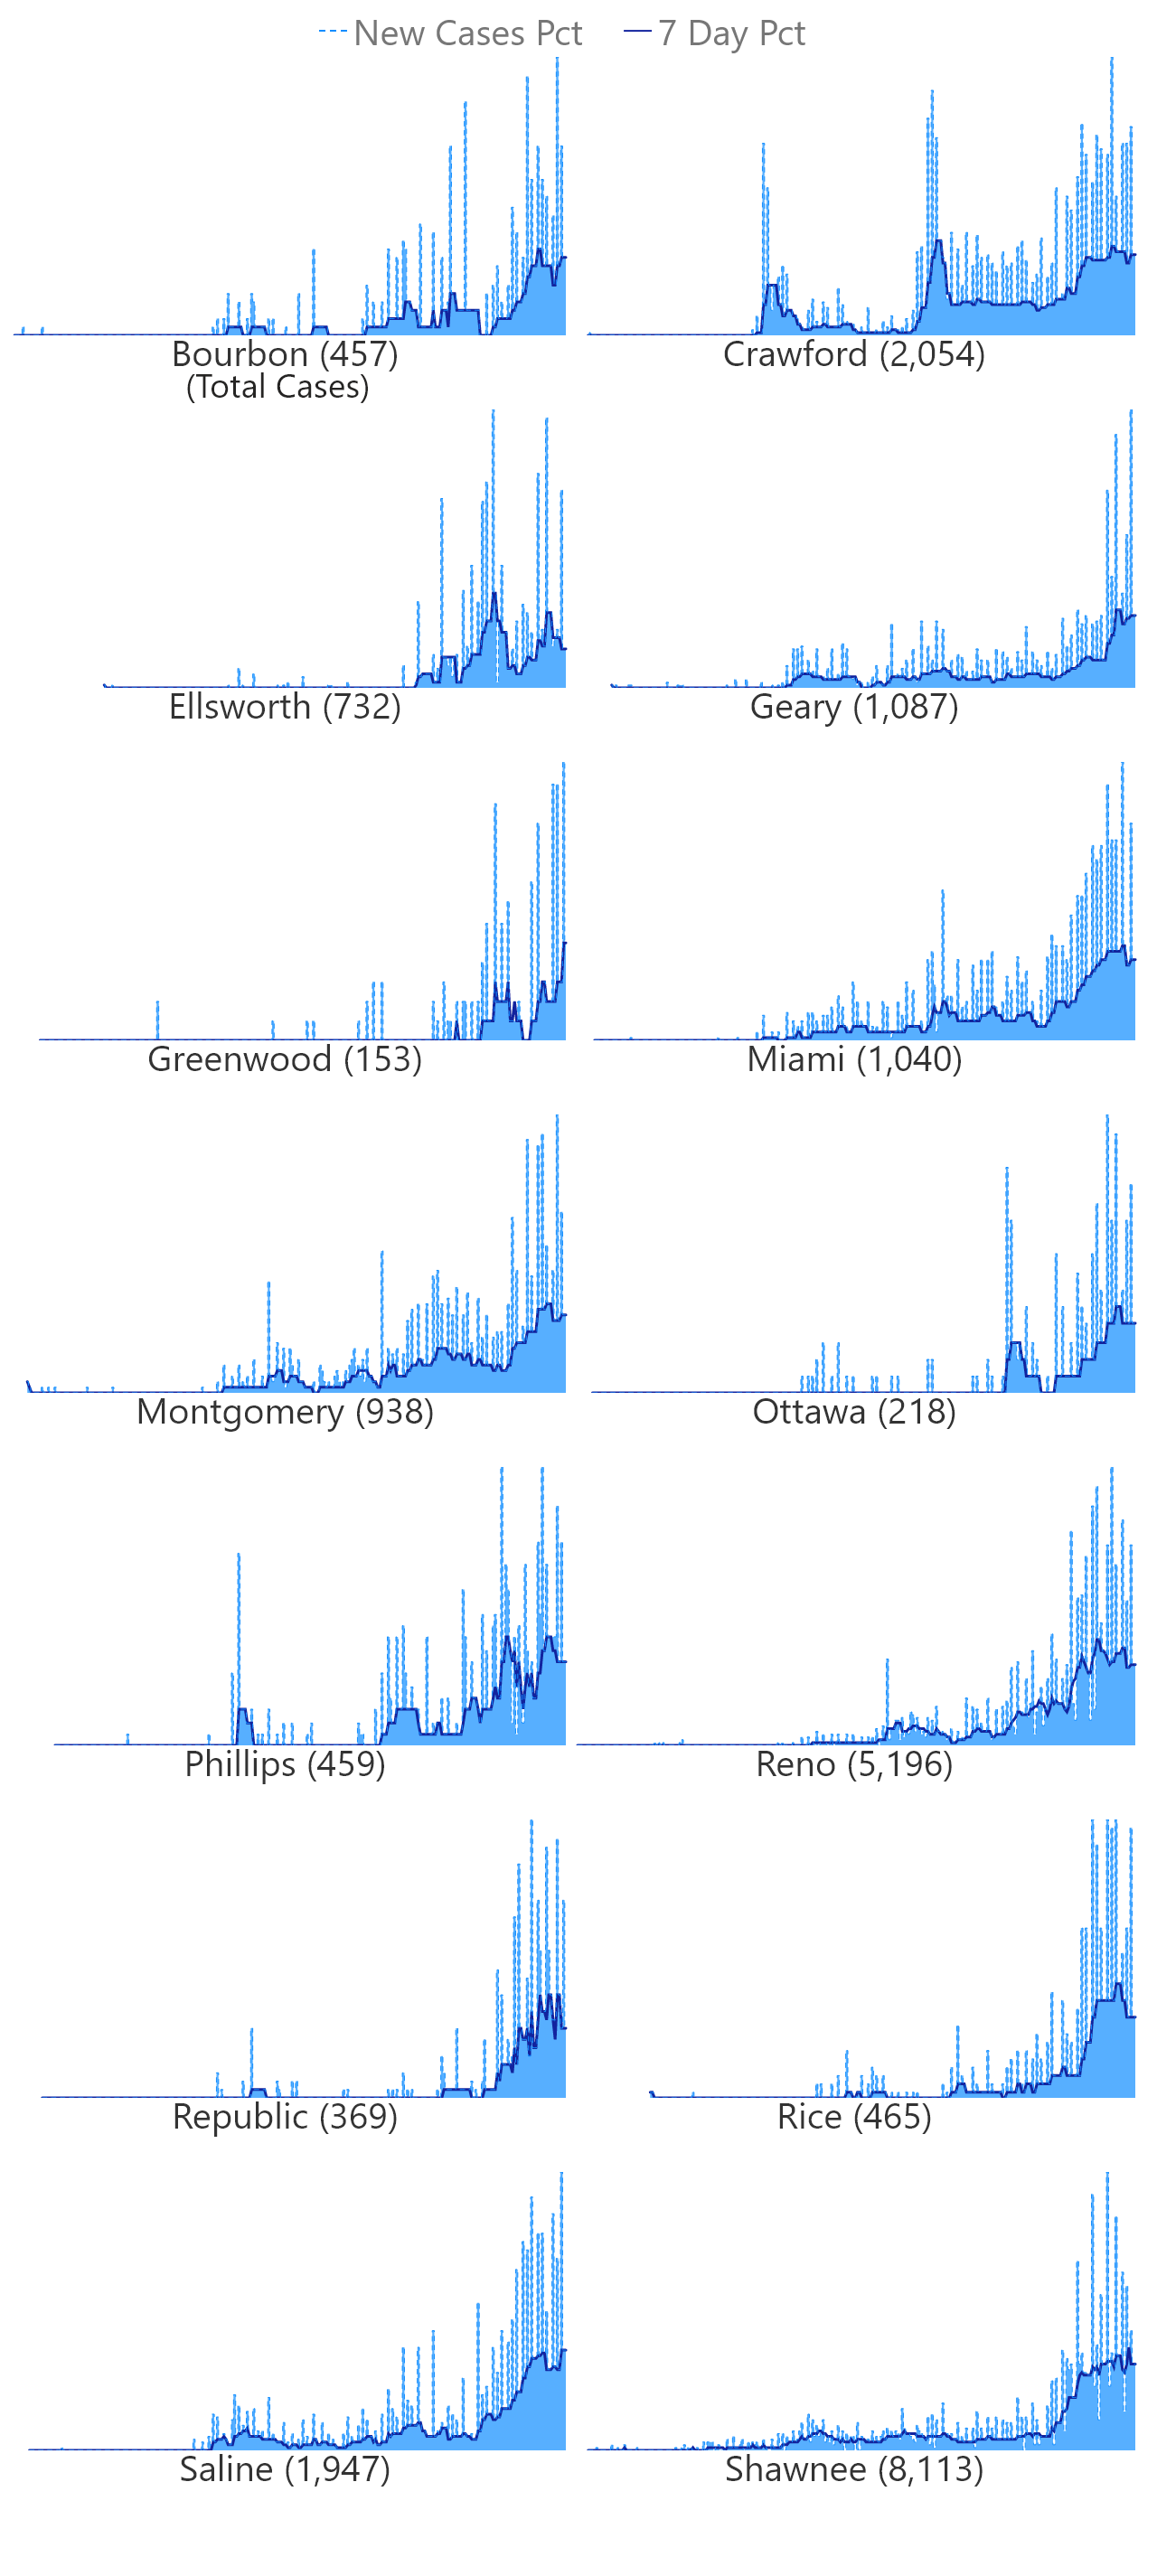 New Cases Pct 7 Day Pct
Bourbon (457) Crawford (2,054)
(Total Cases)
Ellsworth (732) Geary (1,087)
Greenwood (153) Miami (1,040)
Montgomery (938) Ottawa (218)
Phillips (459) Reno (5,196)
Republic (369) Rice (465)
Saline (1,947) Shawnee (8,113)